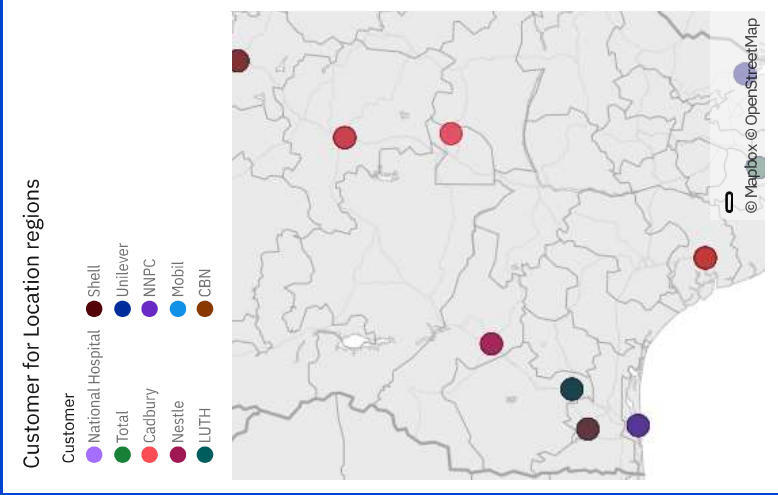 Customer for Location regions
Customer
National Hospital
Shell
Total
Unilever
Cadbury
NNPC
Nestle
Mobil
LUTH
CBN
© Mapbox © OpenStreetMap